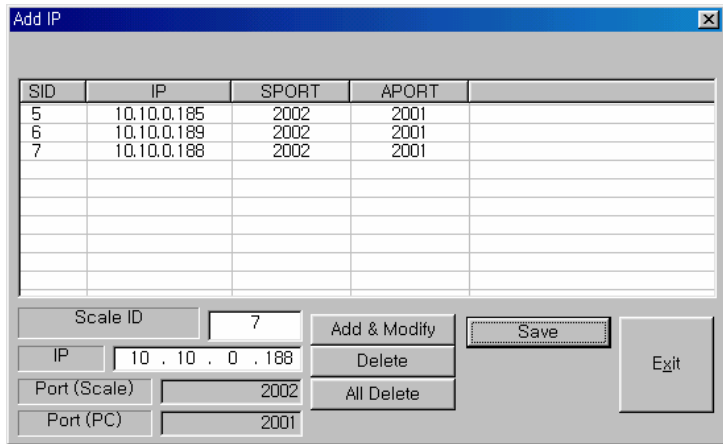 Add IP
SID IP SPORT APORT
5 10.10.0.185 2002 2001
6 10.10.0.189 2002 2001
7 10.10.0.188 2002 2001
Scale ID 7
Add & Modify
Save
IP 10 . 10 . 0 . 188
Delete
Exit
Port (Scale) 2002
All Delete
Port (PC) 2001